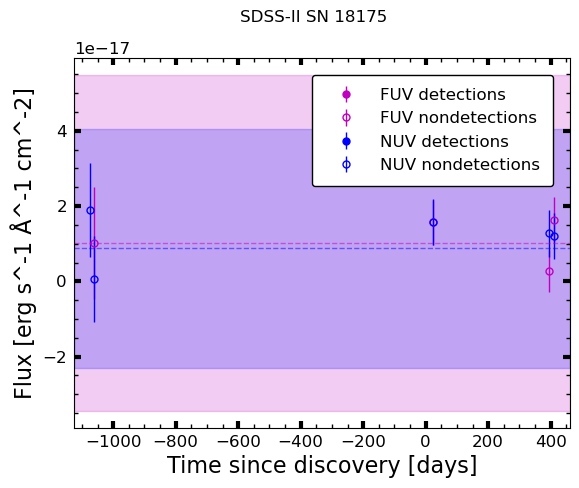 SDSS-II SN 18175
1e−17
Flux [erg s^-1 Å^-1 cm^-2]
4
2
0
−2
FUV detections
FUV nondetections
NUV detections
NUV nondetections
−1000 −800 −600 −400 −200 0 200 400
Time since discovery [days]